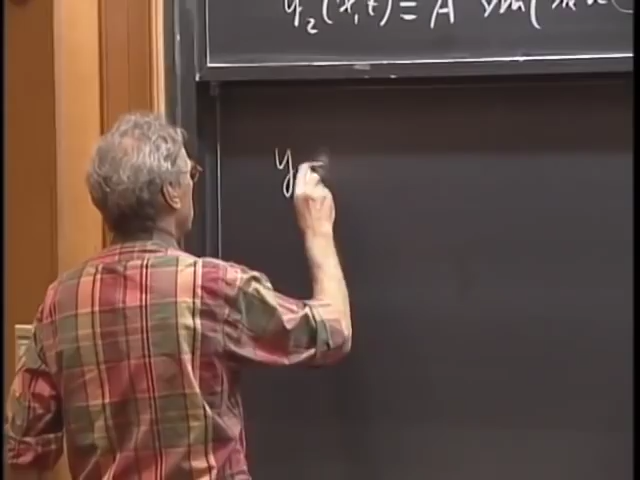 y₂(x,t) = A sin(
y